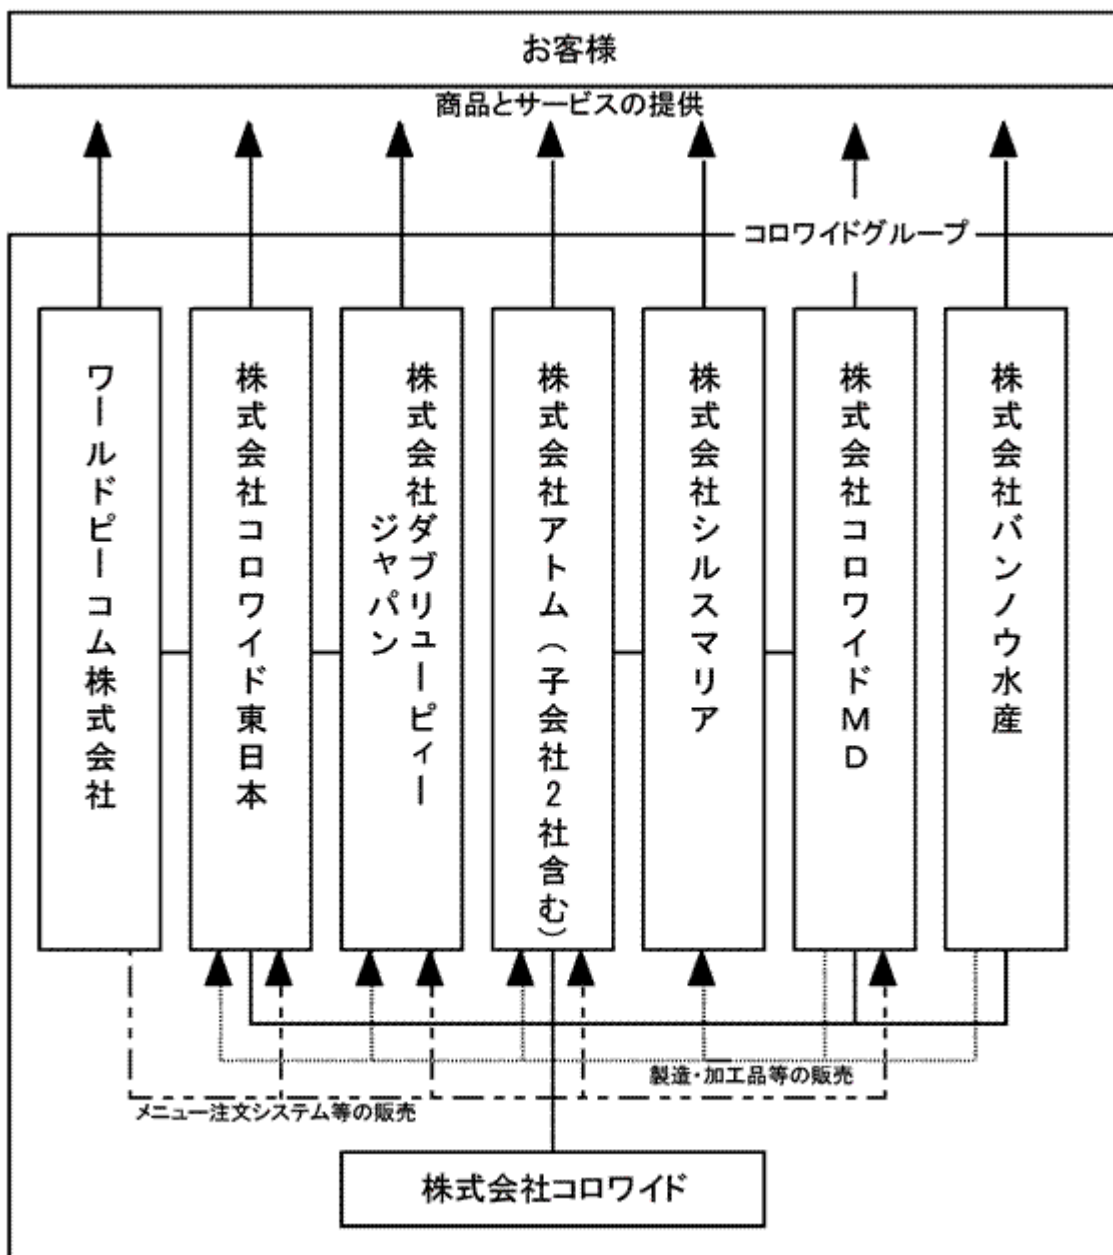 お客様
商品とサービスの提供
コロワイドグループ
ワールドピーコム株式会社
株式会社コロワイド東日本
株式会社ダブリューピィー
ジャパン
株式会社アトム(子会社2社含む)
株式会社シルスマリア
株式会社コロワイドMD
株式会社バンノウ水産
製造・加工品等の販売
メニュー注文システム等の販売
株式会社コロワイド